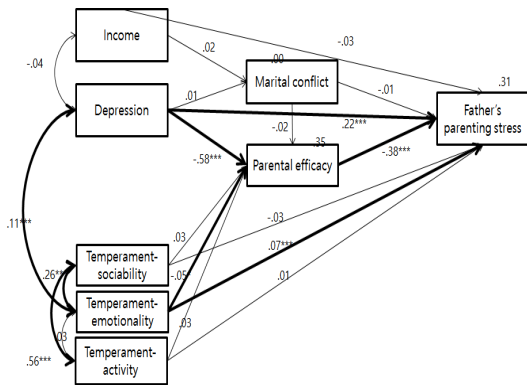 Income
-.03
-.04
.02
.00
.31
Marital conflict
Depression
.01
-.01
Father's
parenting stress
.22***
-.02
.35
-.58***
Parental efficacy
-.38***
.11***
.03
-.03
Temperament-
sociability
.07***
.26**
-.05*
.01
Temperament-
emotionality
.03
.03
.56***
Temperament-
activity